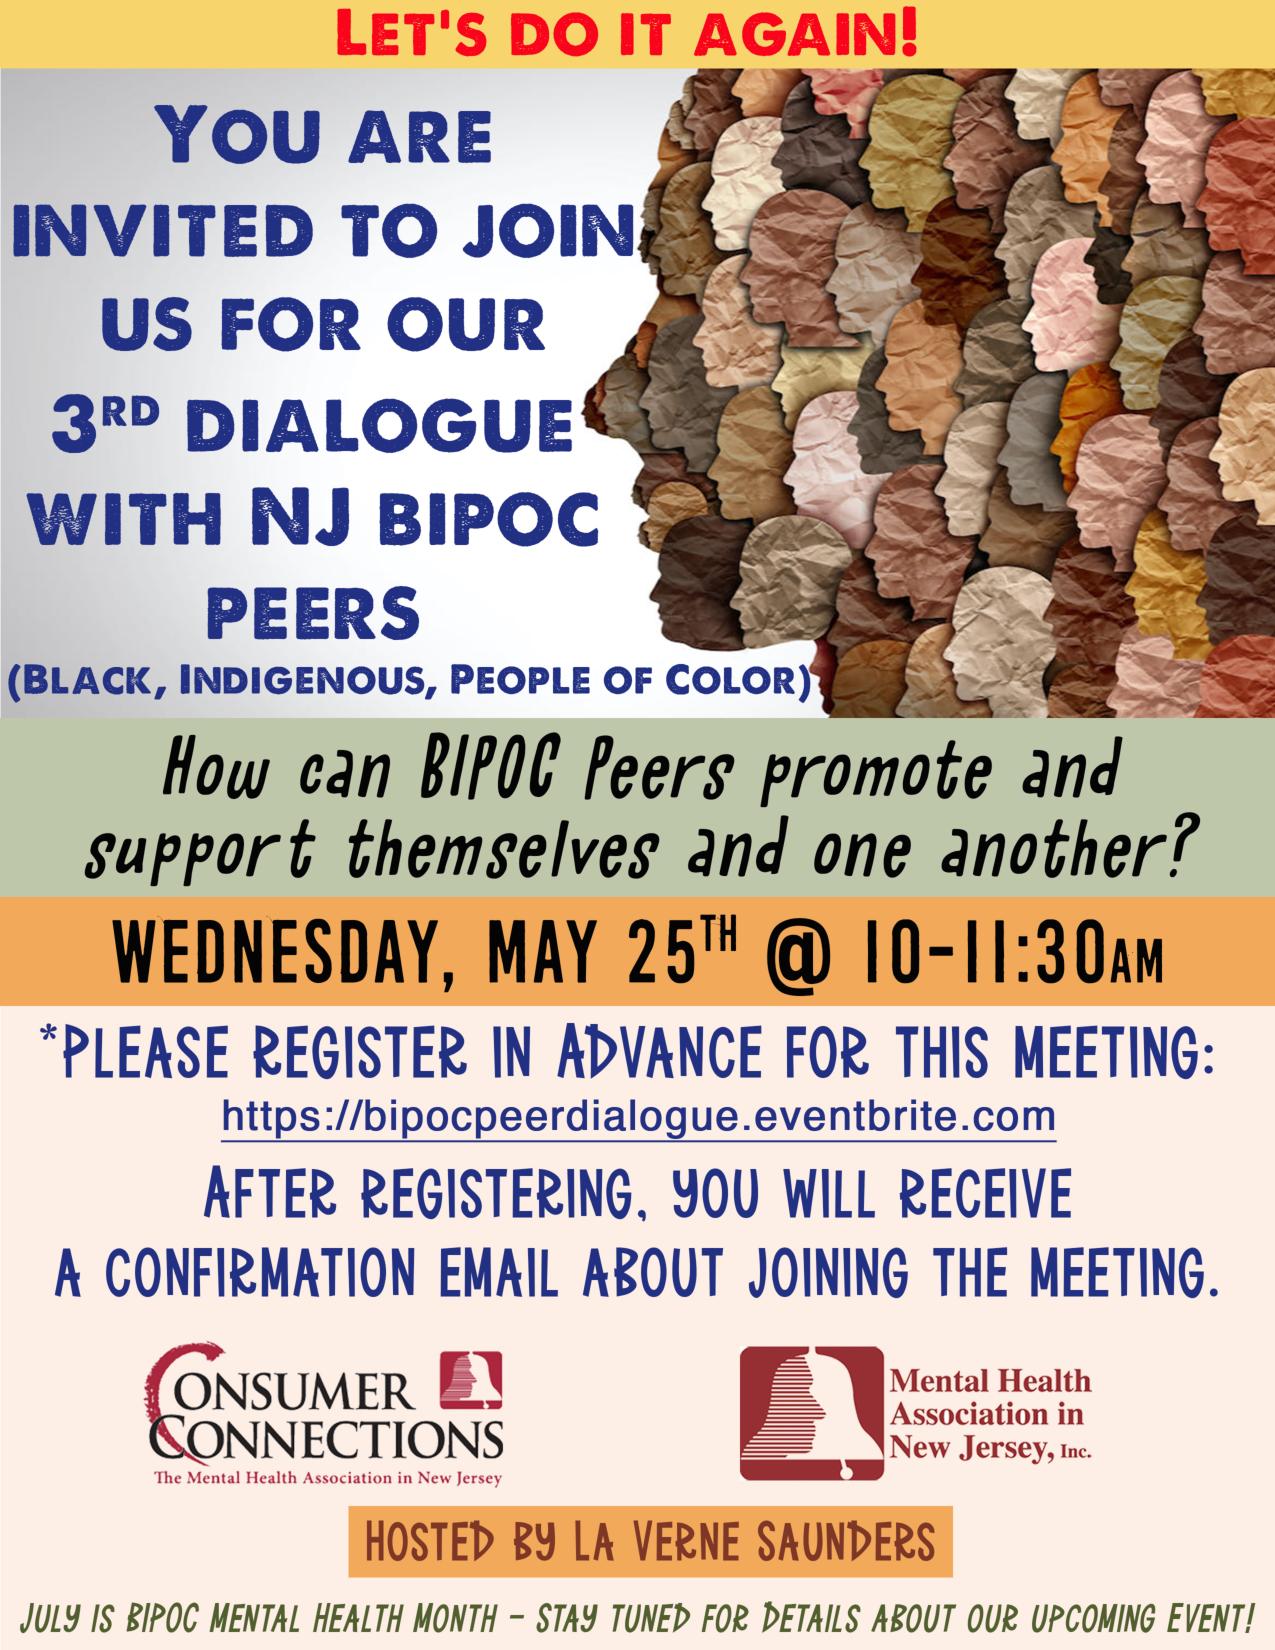 LET'S DO IT AGAIN!
YOU ARE
INVITED TO JOIN
US FOR OUR
3RD DIALOGUE
WITH NJ BIPOC
PEERS
(BLACK, INDIGENOUS, PEOPLE OF COLOR)
How can BIPOC Peers promote and
support themselves and one another?
WEDNESDAY, MAY 25TH @ 10-11:30AM
*PLEASE REGISTER IN ADVANCE FOR THIS MEETING:
https://bipocpeerdialogue.eventbrite.com
AFTER REGISTERING, YOU WILL RECEIVE
A CONFIRMATION EMAIL ABOUT JOINING THE MEETING.
CONSUMER
CONNECTIONS
The Mental Health Association in New Jersey
Mental Health
Association in
New Jersey, Inc.
HOSTED BY LA VERNE SAUNDERS
JULY IS BIPOC MENTAL HEALTH MONTH – STAY TUNED FOR DETAILS ABOUT OUR UPCOMING EVENT!